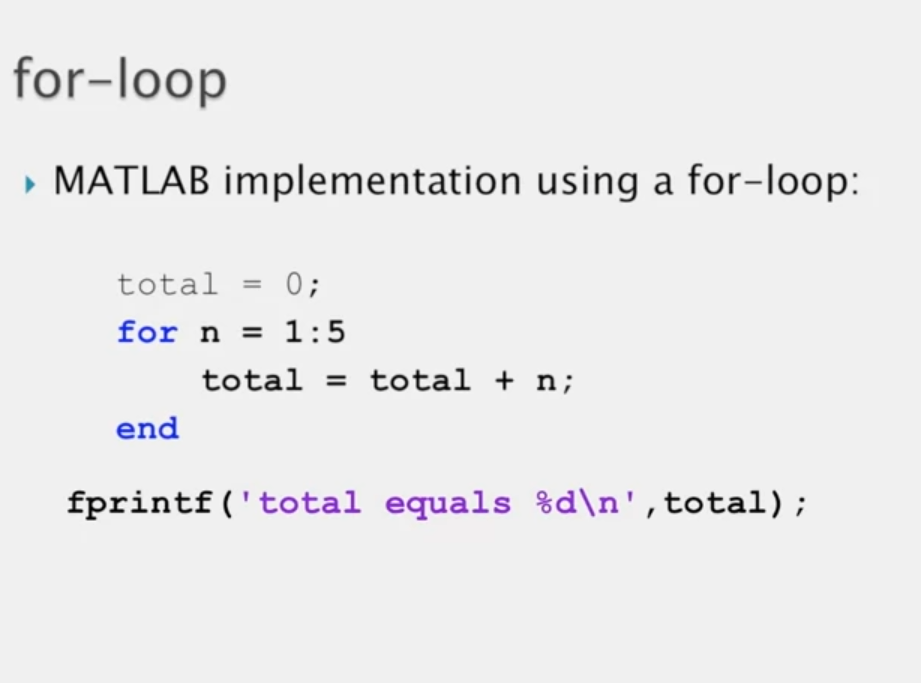 for-loop
MATLAB implementation using a for-loop:
total = 0;
for n = 1:5
total = total + n;
end
fprintf('total equals %d\n',total);